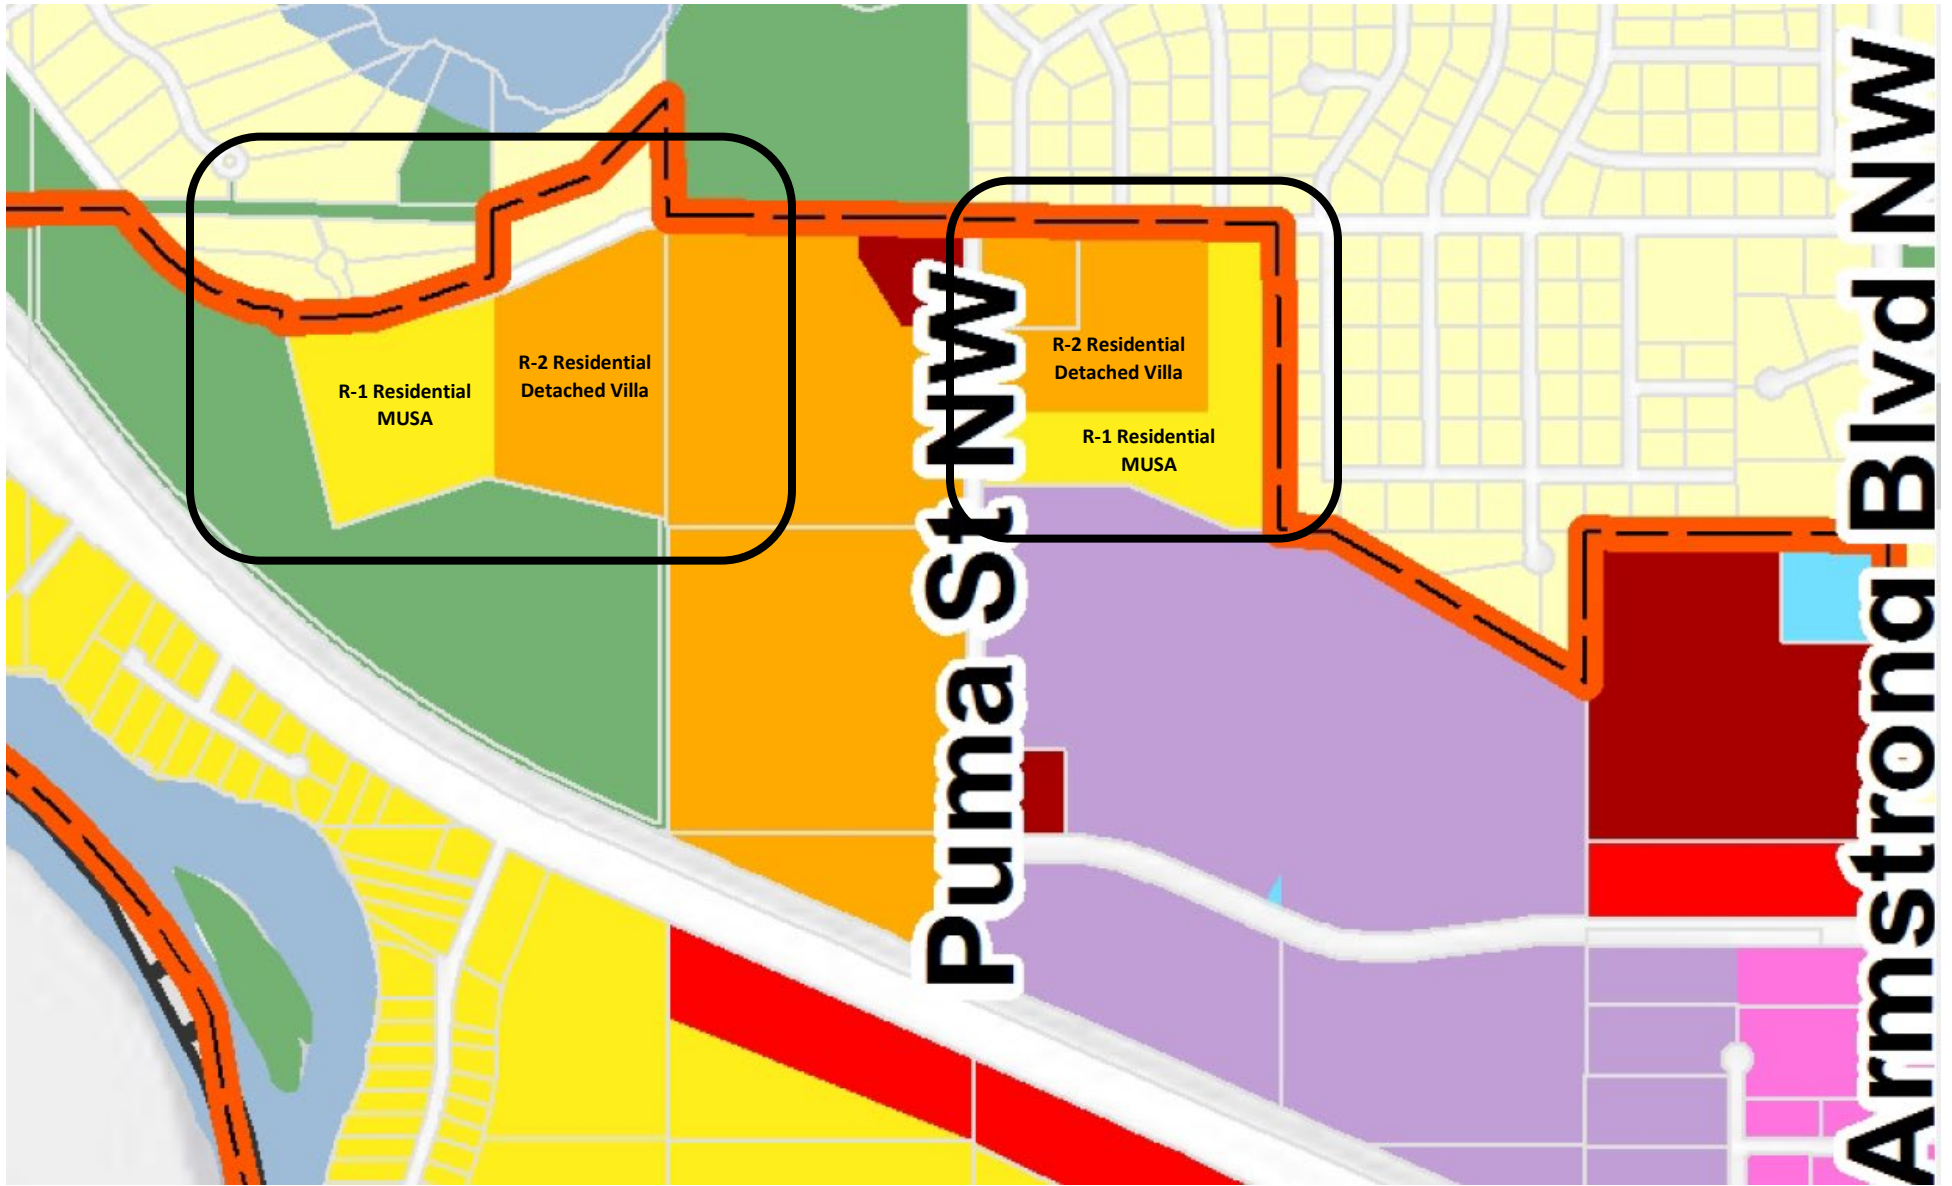 R-1 Residential
MUSA
R-2 Residential
Detached Villa
Puma St NW
R-2 Residential
Detached Villa
R-1 Residential
MUSA
Armstrong Blvd NW